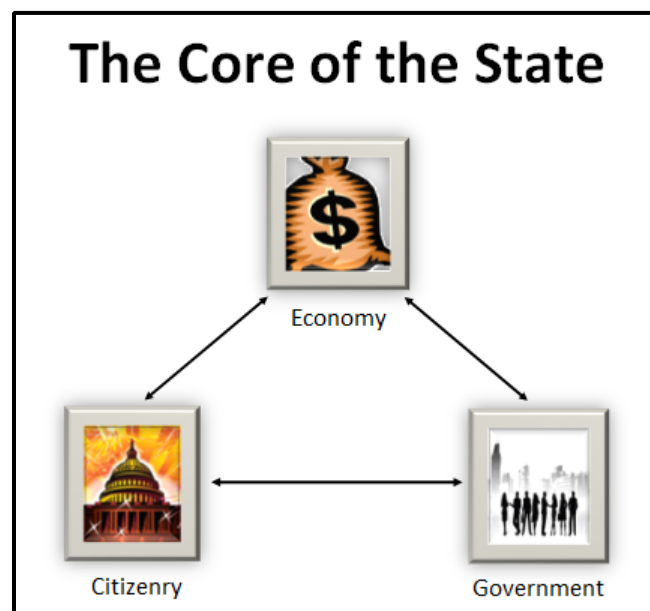 The Core of the State
$
Economy
Citizenry
Government